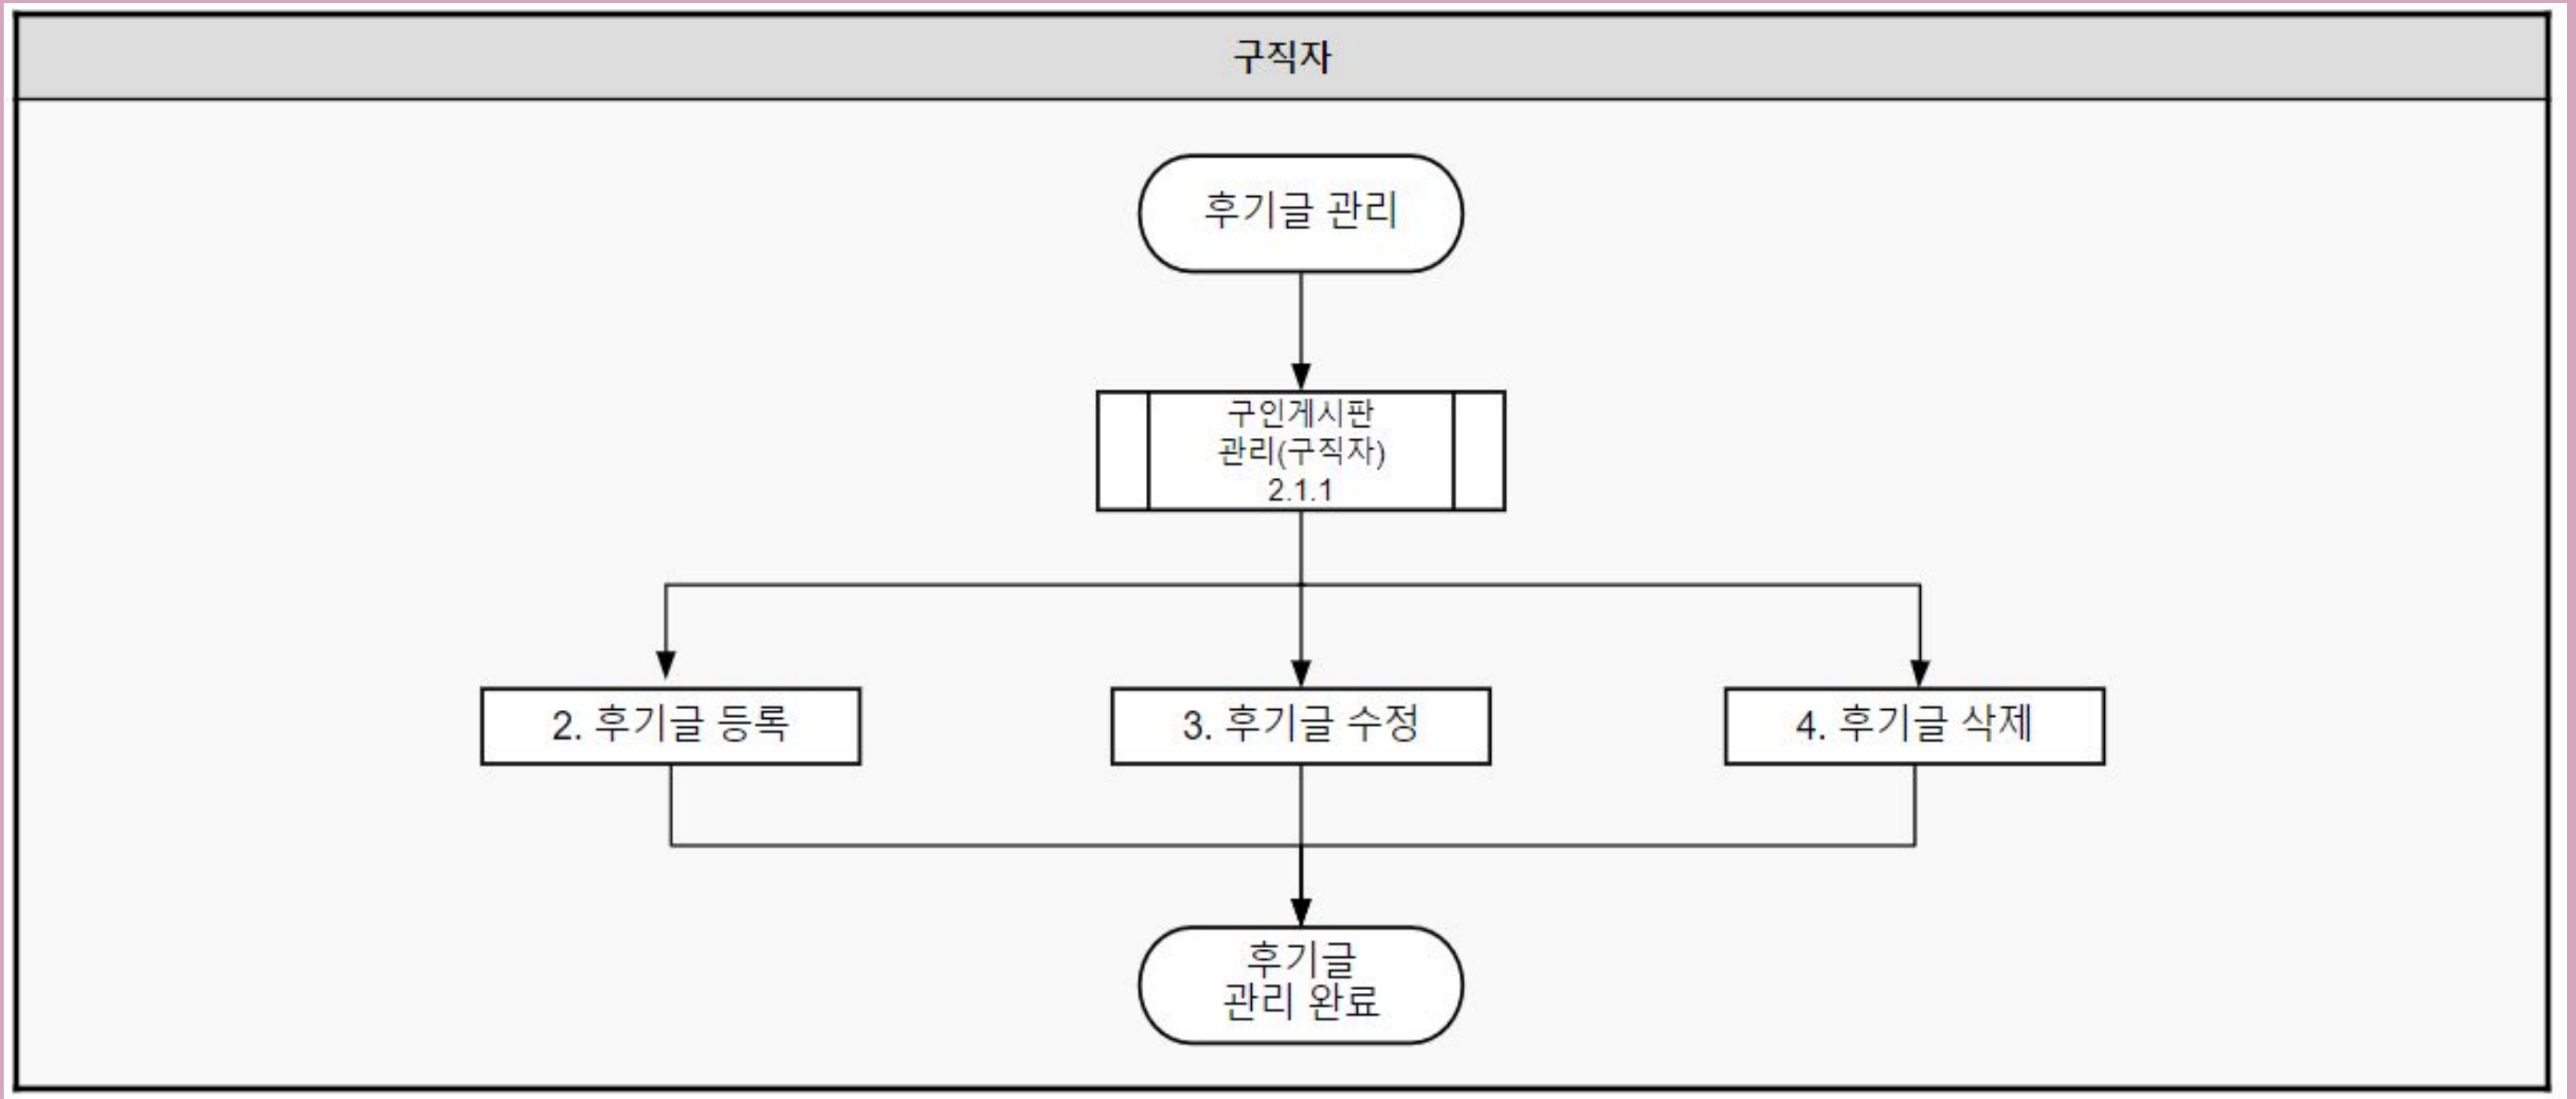 구직자
후기글 관리
구인게시판
관리(구직자)
2.1.1
2. 후기글 등록
3. 후기글 수정
4. 후기글 삭제
후기글
관리 완료